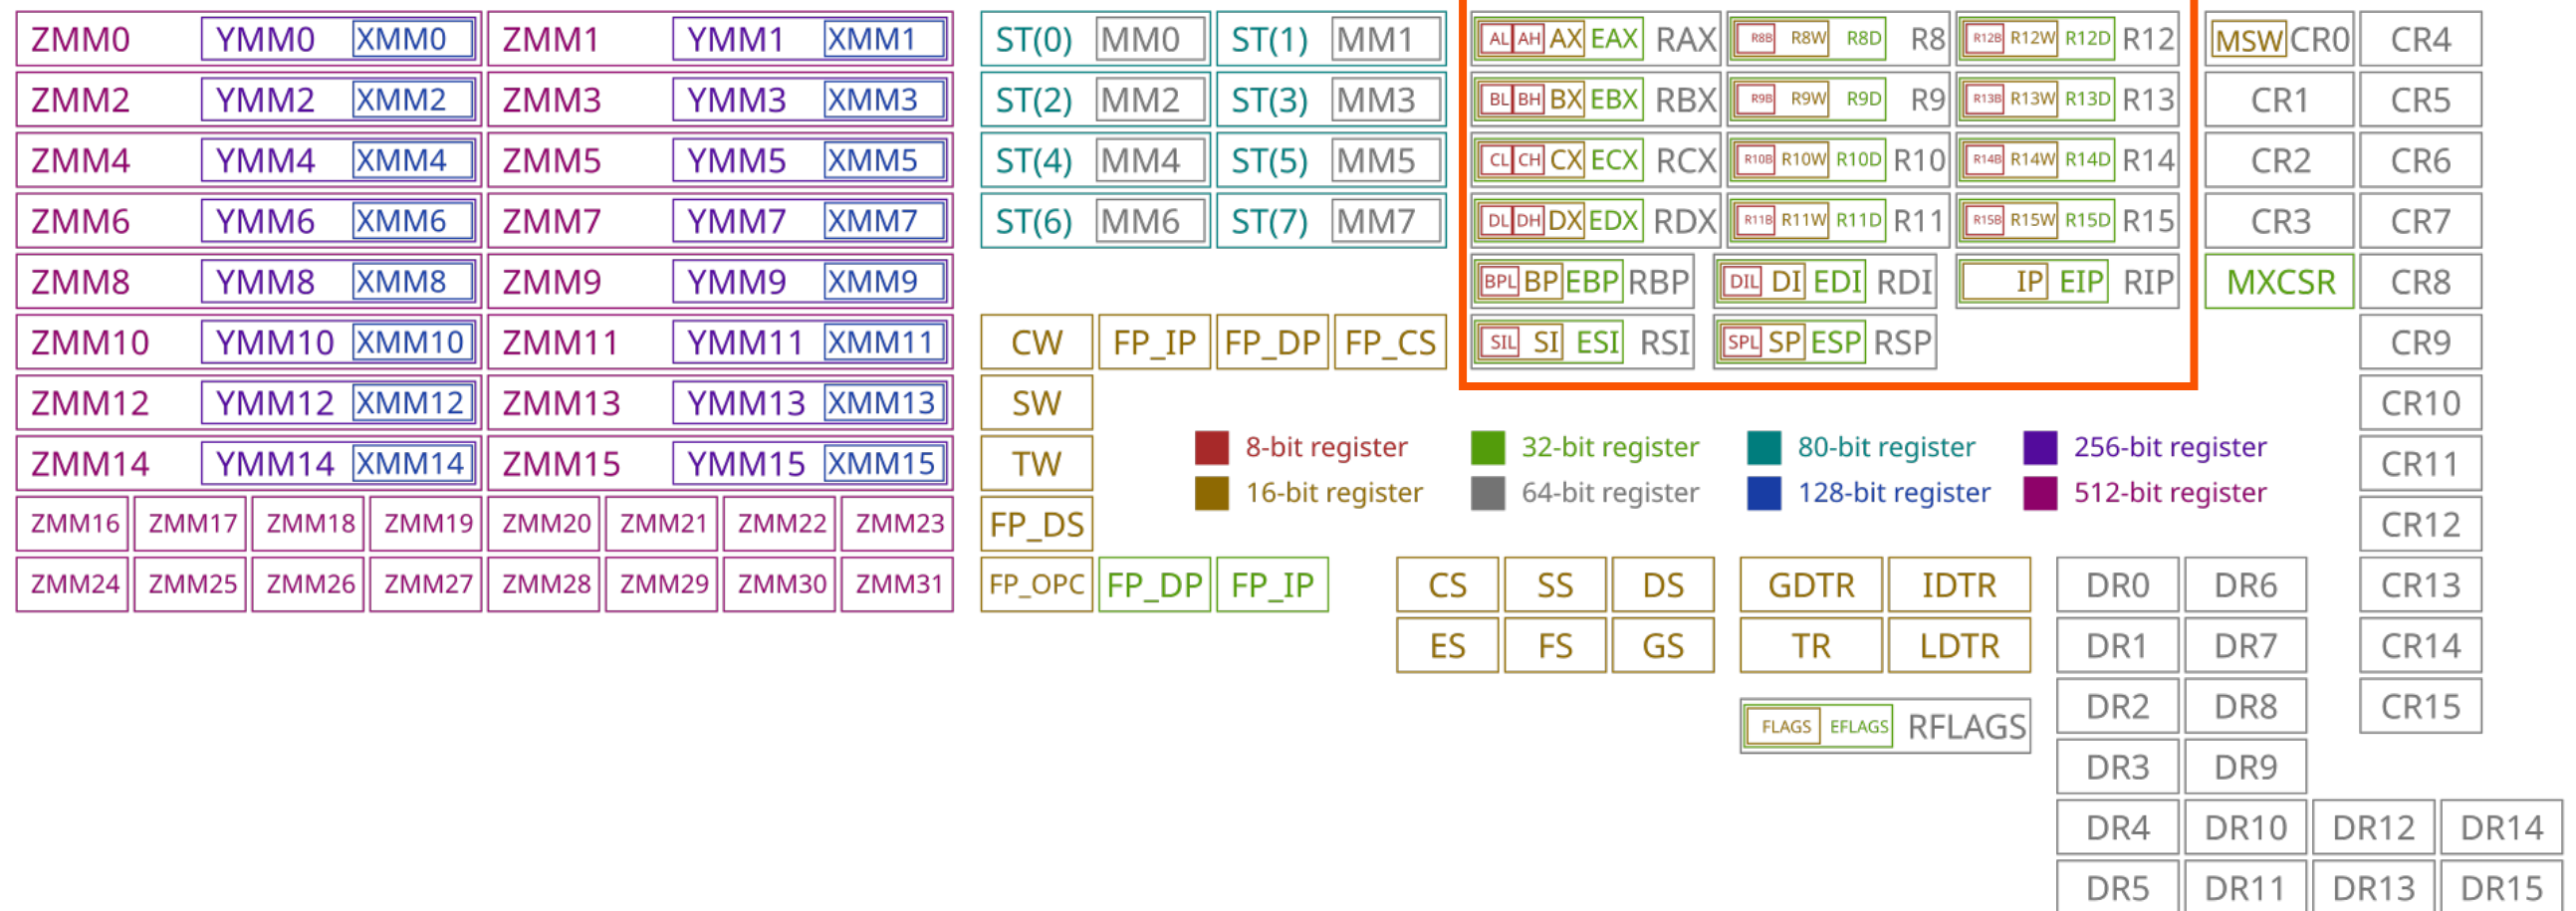 ZMM0 YMM0 XMM0 ZMM1 YMM1 XMM1 ST(0) MM0 ST(1) MM1 AL AH AX EAX RAX R8B R8W R8D R8 R12B R12W R12D R12 MSW CR0 CR4
ZMM2 YMM2 XMM2 ZMM3 YMM3 XMM3 ST(2) MM2 ST(3) MM3 BL BH BX EBX RBX R9B R9W R9D R9 R13B R13W R13D R13 CR1 CR5
ZMM4 YMM4 XMM4 ZMM5 YMM5 XMM5 ST(4) MM4 ST(5) MM5 CL CH CX ECX RCX R10B R10W R10D R10 R14B R14W R14D R14 CR2 CR6
ZMM6 YMM6 XMM6 ZMM7 YMM7 XMM7 ST(6) MM6 ST(7) MM7 DL DH DX EDX RDX R11B R11W R11D R11 R15B R15W R15D R15 CR3 CR7
ZMM8 YMM8 XMM8 ZMM9 YMM9 XMM9 BPL BP EBP RBP DIL DI EDI RDI IP EIP RIP MXCSR CR8
ZMM10 YMM10 XMM10 ZMM11 YMM11 XMM11 CW FP_IP FP_DP FP_CS SIL SI ESI RSI SPL SP ESP RSP CR9
ZMM12 YMM12 XMM12 ZMM13 YMM13 XMM13 SW CR10
ZMM14 YMM14 XMM14 ZMM15 YMM15 XMM15 TW 8-bit register 32-bit register 80-bit register 256-bit register CR11
16-bit register 64-bit register 128-bit register 512-bit register
ZMM16 ZMM17 ZMM18 ZMM19 ZMM20 ZMM21 ZMM22 ZMM23 FP_DS CR12
ZMM24 ZMM25 ZMM26 ZMM27 ZMM28 ZMM29 ZMM30 ZMM31 FP_OPC FP_DP FP_IP CS SS DS GDTR IDTR DR0 DR6 CR13
ES FS GS TR LDTR DR1 DR7 CR14
FLAGS EFLAGS RFLAGS DR2 DR8 CR15
DR3 DR9
DR4 DR10 DR12 DR14
DR5 DR11 DR13 DR15